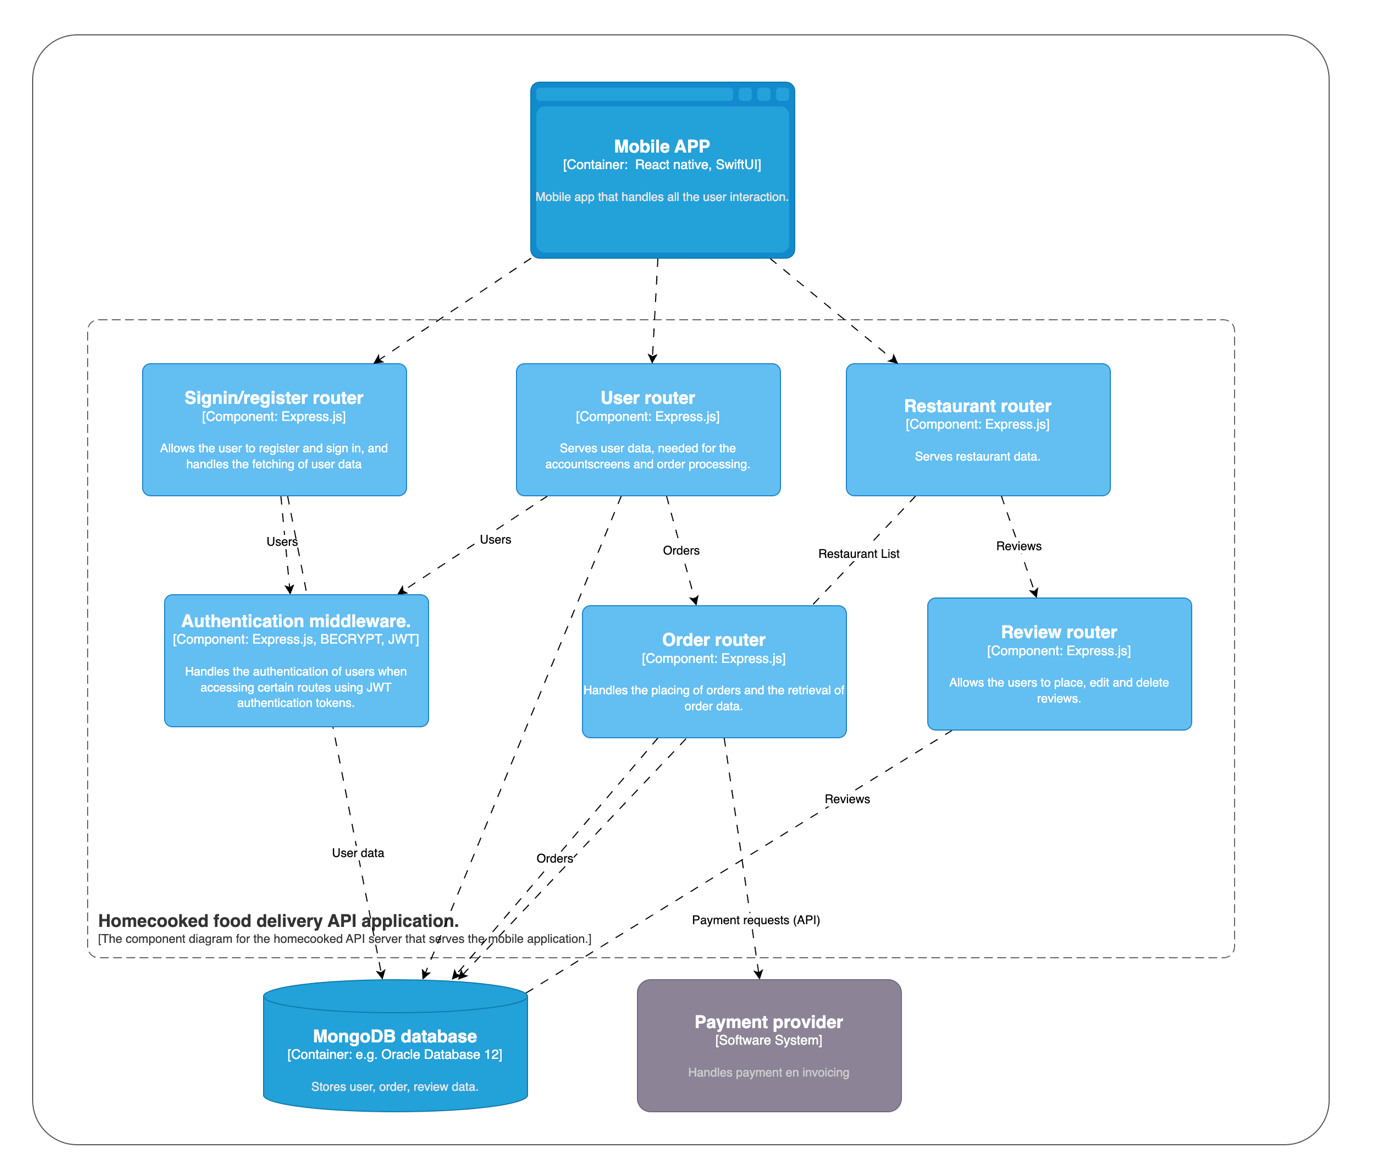 Mobile APP
[Container:  React native, SwiftUI]
Mobile app that handles all the user interaction.
Signin/register router
[Component: Express.js]
Allows the user to register and sign in, and
handles the fetching of user data
User router
[Component: Express.js]
Serves user data, needed for the
accountscreens and order processing.
Restaurant router
[Component: Express.js]
Serves restaurant data.
Users
Users
Orders
Restaurant List
Reviews
Authentication middleware.
[Component: Express.js, BECRYPT, JWT]
Handles the authentication of users when
accessing certain routes using JWT
authentication tokens.
Order router
[Component: Express.js]
Handles the placing of orders and the retrieval of
order data.
Review router
[Component: Express.js]
Allows the users to place, edit and delete
reviews.
Reviews
User data
Orders
Payment requests (API)
Homecooked food delivery API application.
[The component diagram for the homecooked API server that serves the mobile application.]
MongoDB database
[Container: e.g. Oracle Database 12]
Stores user, order, review data.
Payment provider
[Software System]
Handles payment en invoicing